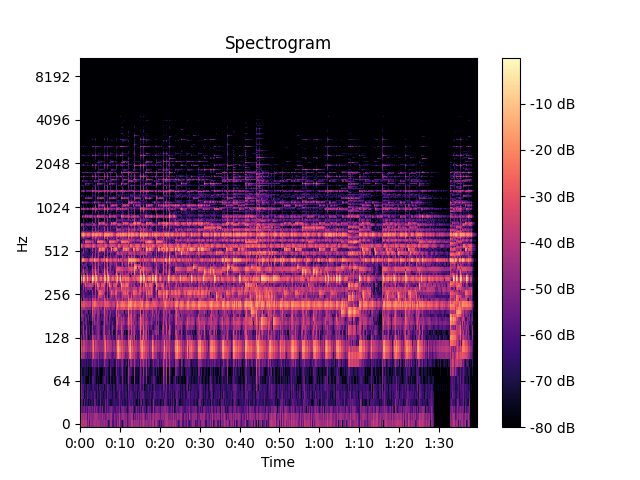 Spectrogram
8192
4096
2048
1024
512
256
128
64
0
Hz
0:00 0:10 0:20 0:30 0:40 0:50 1:00 1:10 1:20 1:30
Time
-10 dB
-20 dB
-30 dB
-40 dB
-50 dB
-60 dB
-70 dB
-80 dB